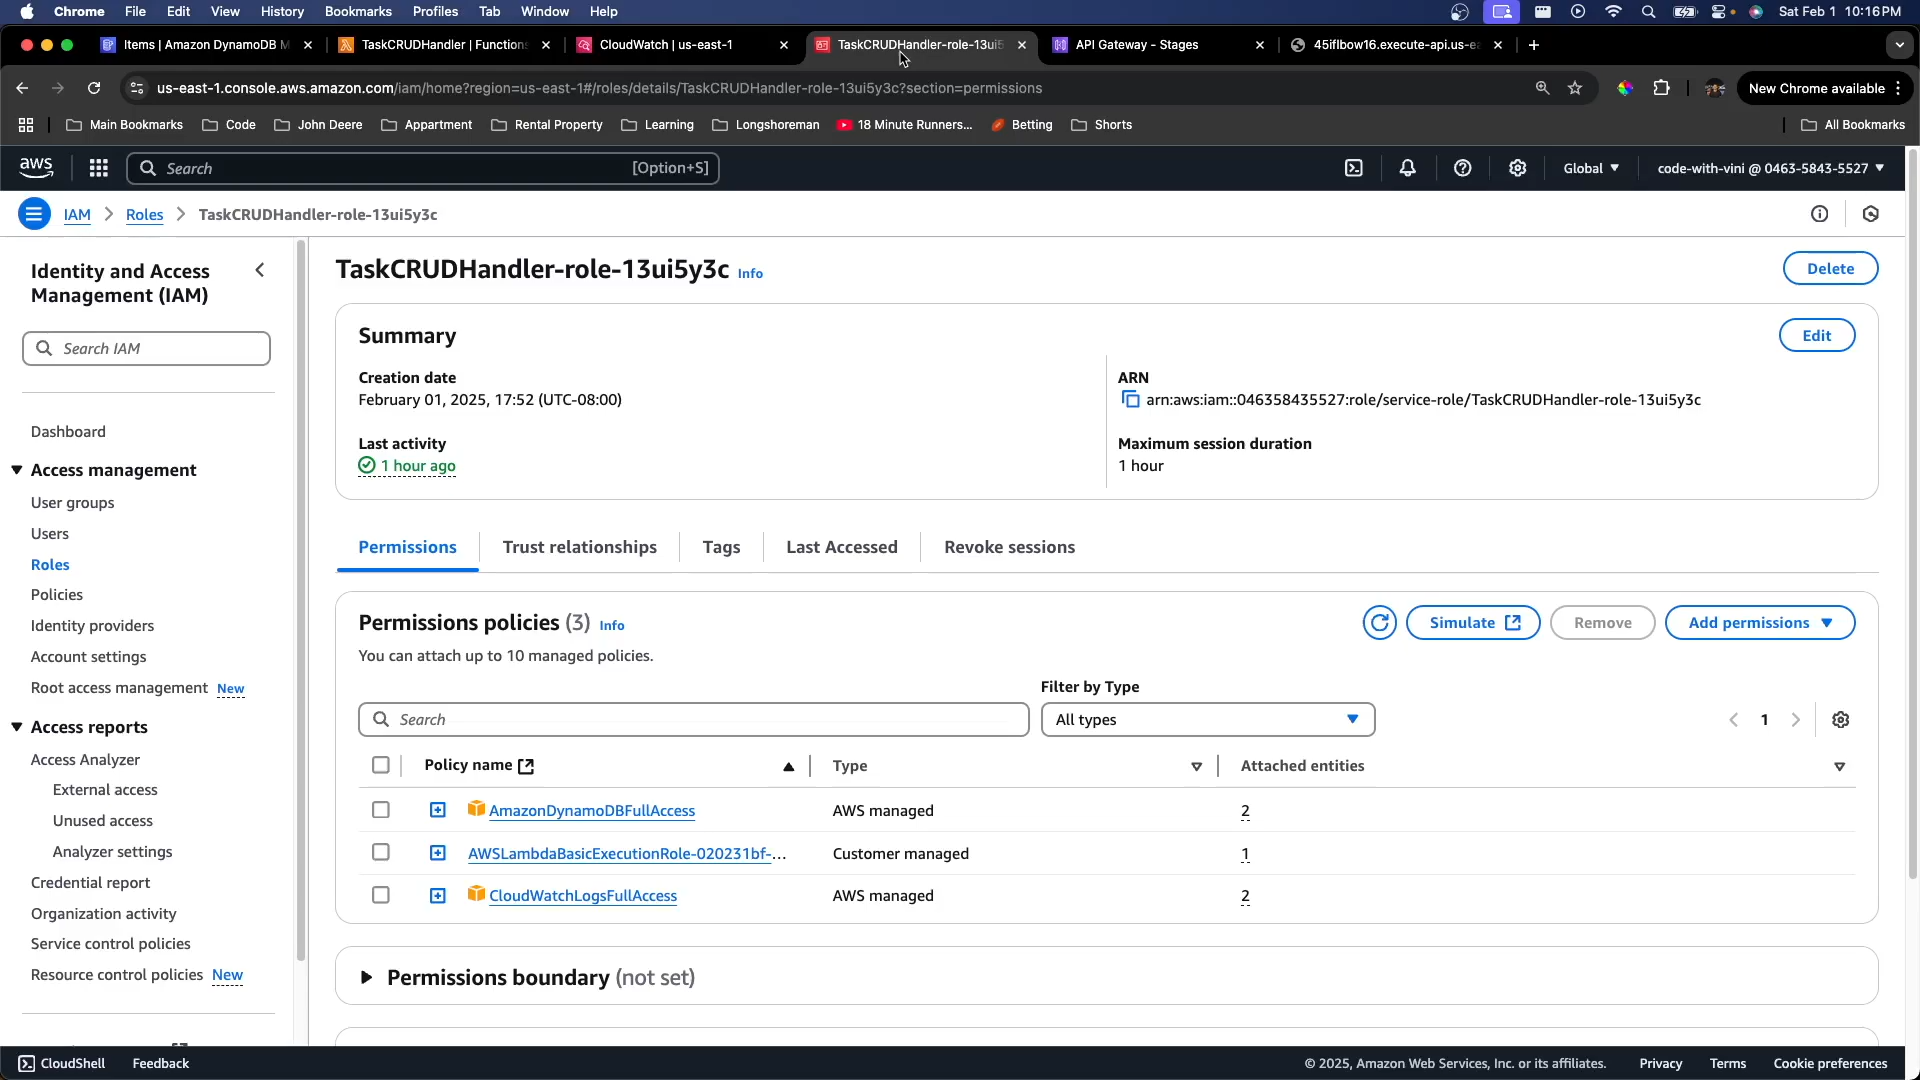 Chrome File Edit View History Bookmarks Profiles Tab Window Help Sat Feb 1 10:16 PM
Items | Amazon DynamoDB M TaskCRUDHandler | Functions CloudWatch | us-east-1 TaskCRUDHandler-role-13ui5 API Gateway - Stages 45iflbow16.execute-api.us-ea
us-east-1.console.aws.amazon.com/iam/home?region=us-east-1#/roles/details/TaskCRUDHandler-role-13ui5y3c?section=permissions New Chrome available
Main Bookmarks Code John Deere Appartment Rental Property Learning Longshoreman 18 Minute Runners... Betting Shorts All Bookmarks
aws Search [Option+S] Global code-with-vini @ 0463-5843-5527
IAM Roles TaskCRUDHandler-role-13ui5y3c
Identity and Access
Management (IAM)
Search IAM
Dashboard
Access management
User groups
Users
Roles
Policies
Identity providers
Account settings
Root access management New
Access reports
Access Analyzer
External access
Unused access
Analyzer settings
Credential report
Organization activity
Service control policies
Resource control policies New
TaskCRUDHandler-role-13ui5y3c Info Delete
Summary Edit
Creation date
February 01, 2025, 17:52 (UTC-08:00)
ARN
arn:aws:iam::046358435527:role/service-role/TaskCRUDHandler-role-13ui5y3c
Last activity
1 hour ago
Maximum session duration
1 hour
Permissions Trust relationships Tags Last Accessed Revoke sessions
Permissions policies (3) Info Simulate Remove Add permissions
You can attach up to 10 managed policies.
Filter by Type
Search All types 1
Policy name Type Attached entities
AmazonDynamoDBFullAccess AWS managed 2
AWSLambdaBasicExecutionRole-020231bf-... Customer managed 1
CloudWatchLogsFullAccess AWS managed 2
Permissions boundary (not set)
CloudShell Feedback © 2025, Amazon Web Services, Inc. or its affiliates. Privacy Terms Cookie preferences